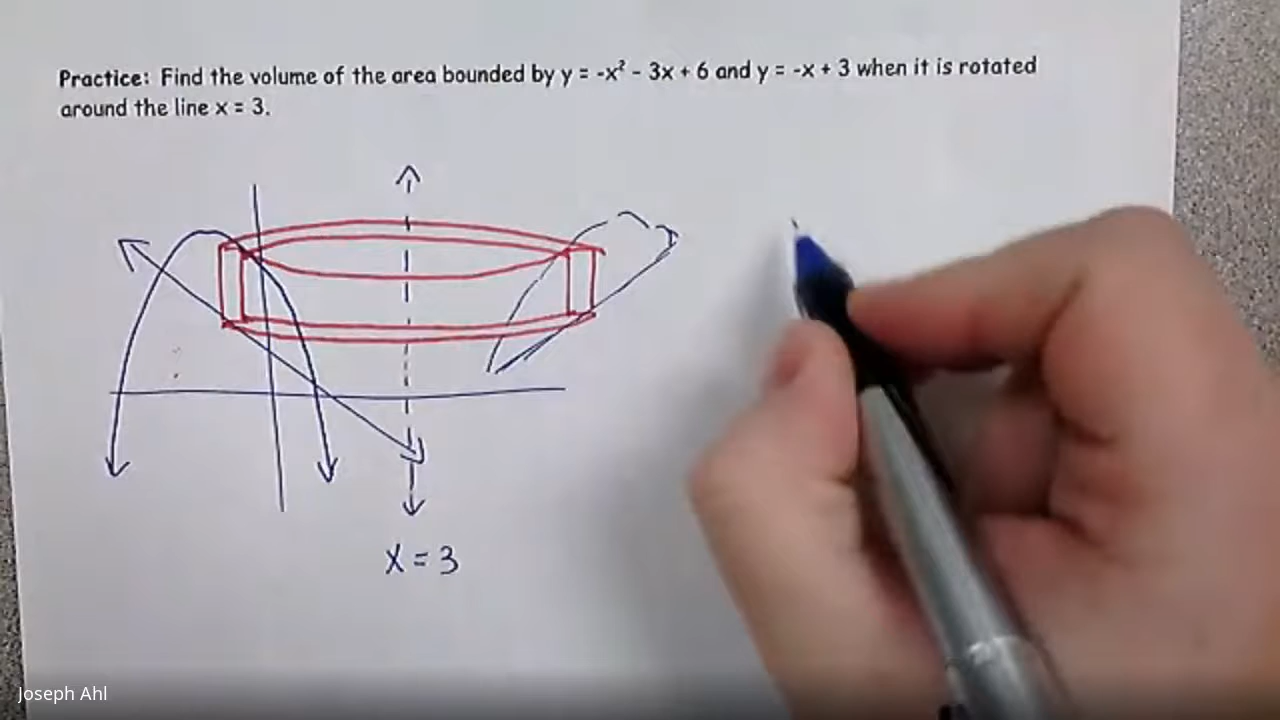 Practice: Find the volume of the area bounded by y = -x² - 3x + 6 and y = -x + 3 when it is rotated
around the line x = 3.
x = 3
Joseph Ahl